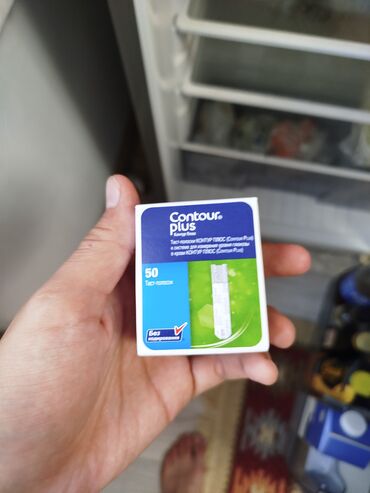 Contour®
plus
Контур Плюс
Тест-полоски КОНТУР ПЛЮС (Contour Plus)
к системе для измерения уровня глюкозы
в крови КОНТУР ПЛЮС (Contour Plus)
50
Тест-полосок
Без
кодирования